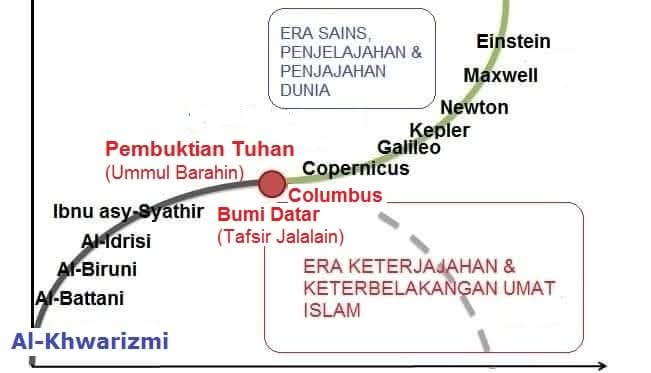 ERA SAINS,
PENJELAJAHAN &
PENJAJAHAN
DUNIA
Einstein
Maxwell
Newton
Kepler
Galileo
Copernicus
Pembuktian Tuhan
(Ummul Barahin)
Columbus
Bumi Datar
(Tafsir Jalalain)
Ibnu asy-Syathir
Al-Idrisi
Al-Biruni
Al-Battani
Al-Khwarizmi
ERA KETERJAJAHAN &
KETERBELAKANGAN UMAT
ISLAM